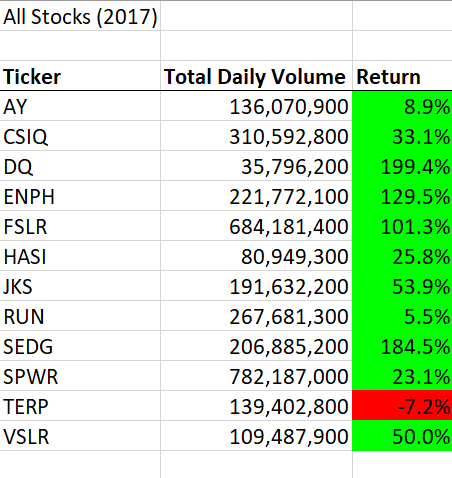 All Stocks (2017)
Ticker Total Daily Volume Return
AY 136,070,900 8.9%
CSIQ 310,592,800 33.1%
DQ 35,796,200 199.4%
ENPH 221,772,100 129.5%
FSLR 684,181,400 101.3%
HASI 80,949,300 25.8%
JKS 191,632,200 53.9%
RUN 267,681,300 5.5%
SEDG 206,885,200 184.5%
SPWR 782,187,000 23.1%
TERP 139,402,800 -7.2%
VSLR 109,487,900 50.0%